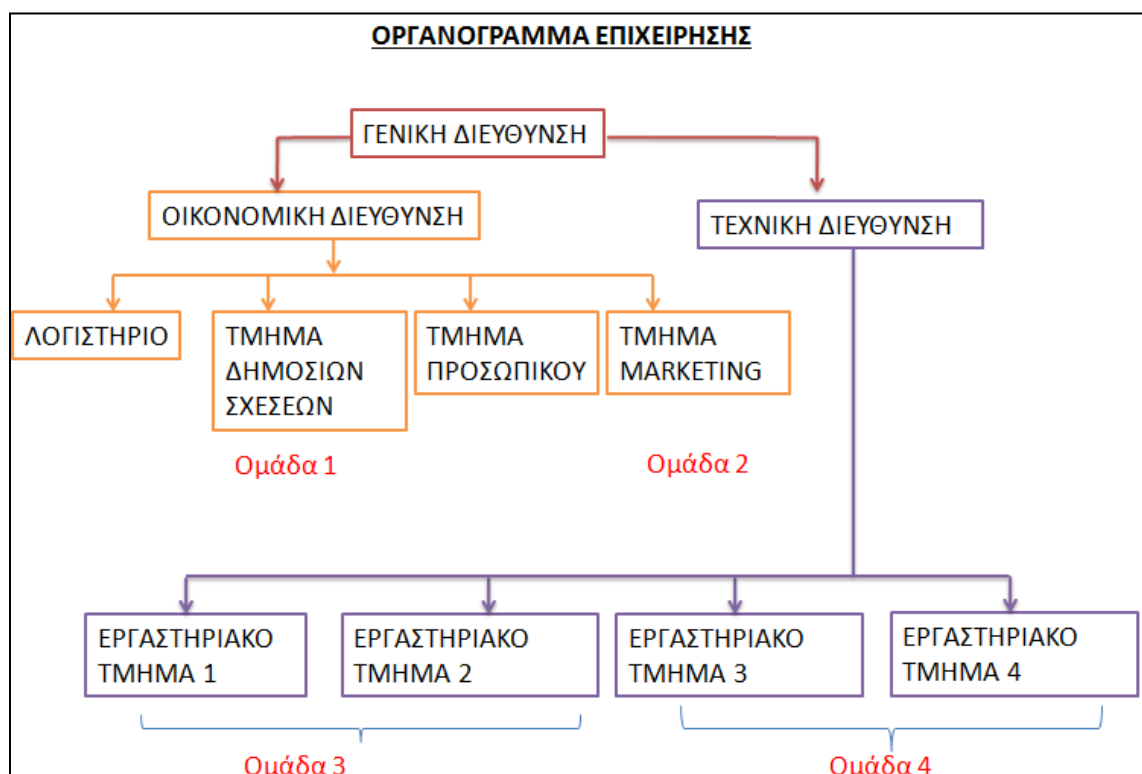 ΟΡΓΑΝΟΓΡΑΜΜΑ ΕΠΙΧΕΙΡΗΣΗΣ
ΓΕΝΙΚΗ ΔΙΕΥΘΥΝΣΗ
ΟΙΚΟΝΟΜΙΚΗ ΔΙΕΥΘΥΝΣΗ
ΤΕΧΝΙΚΗ ΔΙΕΥΘΥΝΣΗ
ΛΟΓΙΣΤΗΡΙΟ
ΤΜΗΜΑ
ΔΗΜΟΣΙΩΝ
ΣΧΕΣΕΩΝ
ΤΜΗΜΑ
ΠΡΟΣΩΠΙΚΟΥ
ΤΜΗΜΑ
MARKETING
Ομάδα 1
Ομάδα 2
ΕΡΓΑΣΤΗΡΙΑΚΟ
ΤΜΗΜΑ 1
ΕΡΓΑΣΤΗΡΙΑΚΟ
ΤΜΗΜΑ 2
ΕΡΓΑΣΤΗΡΙΑΚΟ
ΤΜΗΜΑ 3
ΕΡΓΑΣΤΗΡΙΑΚΟ
ΤΜΗΜΑ 4
Ομάδα 3
Ομάδα 4